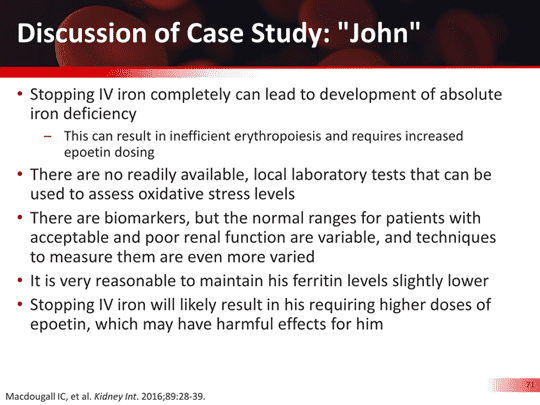 Discussion of Case Study: "John"
• Stopping IV iron completely can lead to development of absolute
iron deficiency
– This can result in inefficient erythropoiesis and requires increased
epoetin dosing
• There are no readily available, local laboratory tests that can be
used to assess oxidative stress levels
• There are biomarkers, but the normal ranges for patients with
acceptable and poor renal function are variable, and techniques
to measure them are even more varied
• It is very reasonable to maintain his ferritin levels slightly lower
• Stopping IV iron will likely result in his requiring higher doses of
epoetin, which may have harmful effects for him
71
Macdougall IC, et al. Kidney Int. 2016;89:28-39.